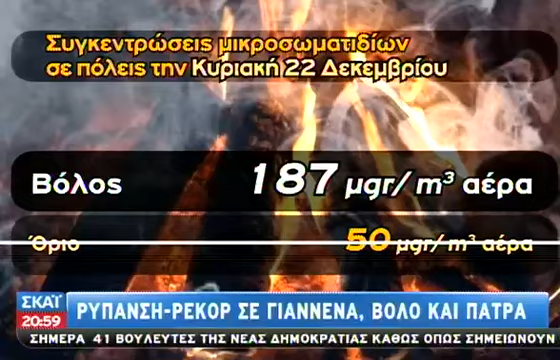 Συγκεντρώσεις μικροσωματιδίων
σε πόλεις την Κυριακή 22 Δεκεμβρίου
Βόλος 187 μgr/m³ αέρα
Όριο 50 μgr/m³ αέρα
ΣΚΑΪ
ΡΥΠΑΝΣΗ-ΡΕΚΟΡ ΣΕ ΓΙΑΝΝΕΝΑ, ΒΟΛΟ ΚΑΙ ΠΑΤΡΑ
20:59
ΣΗΜΕΡΑ 41 ΒΟΥΛΕΥΤΕΣ ΤΗΣ ΝΕΑΣ ΔΗΜΟΚΡΑΤΙΑΣ ΚΑΘΩΣ ΟΠΩΣ ΣΗΜΕΙΩΝΟΥΝ